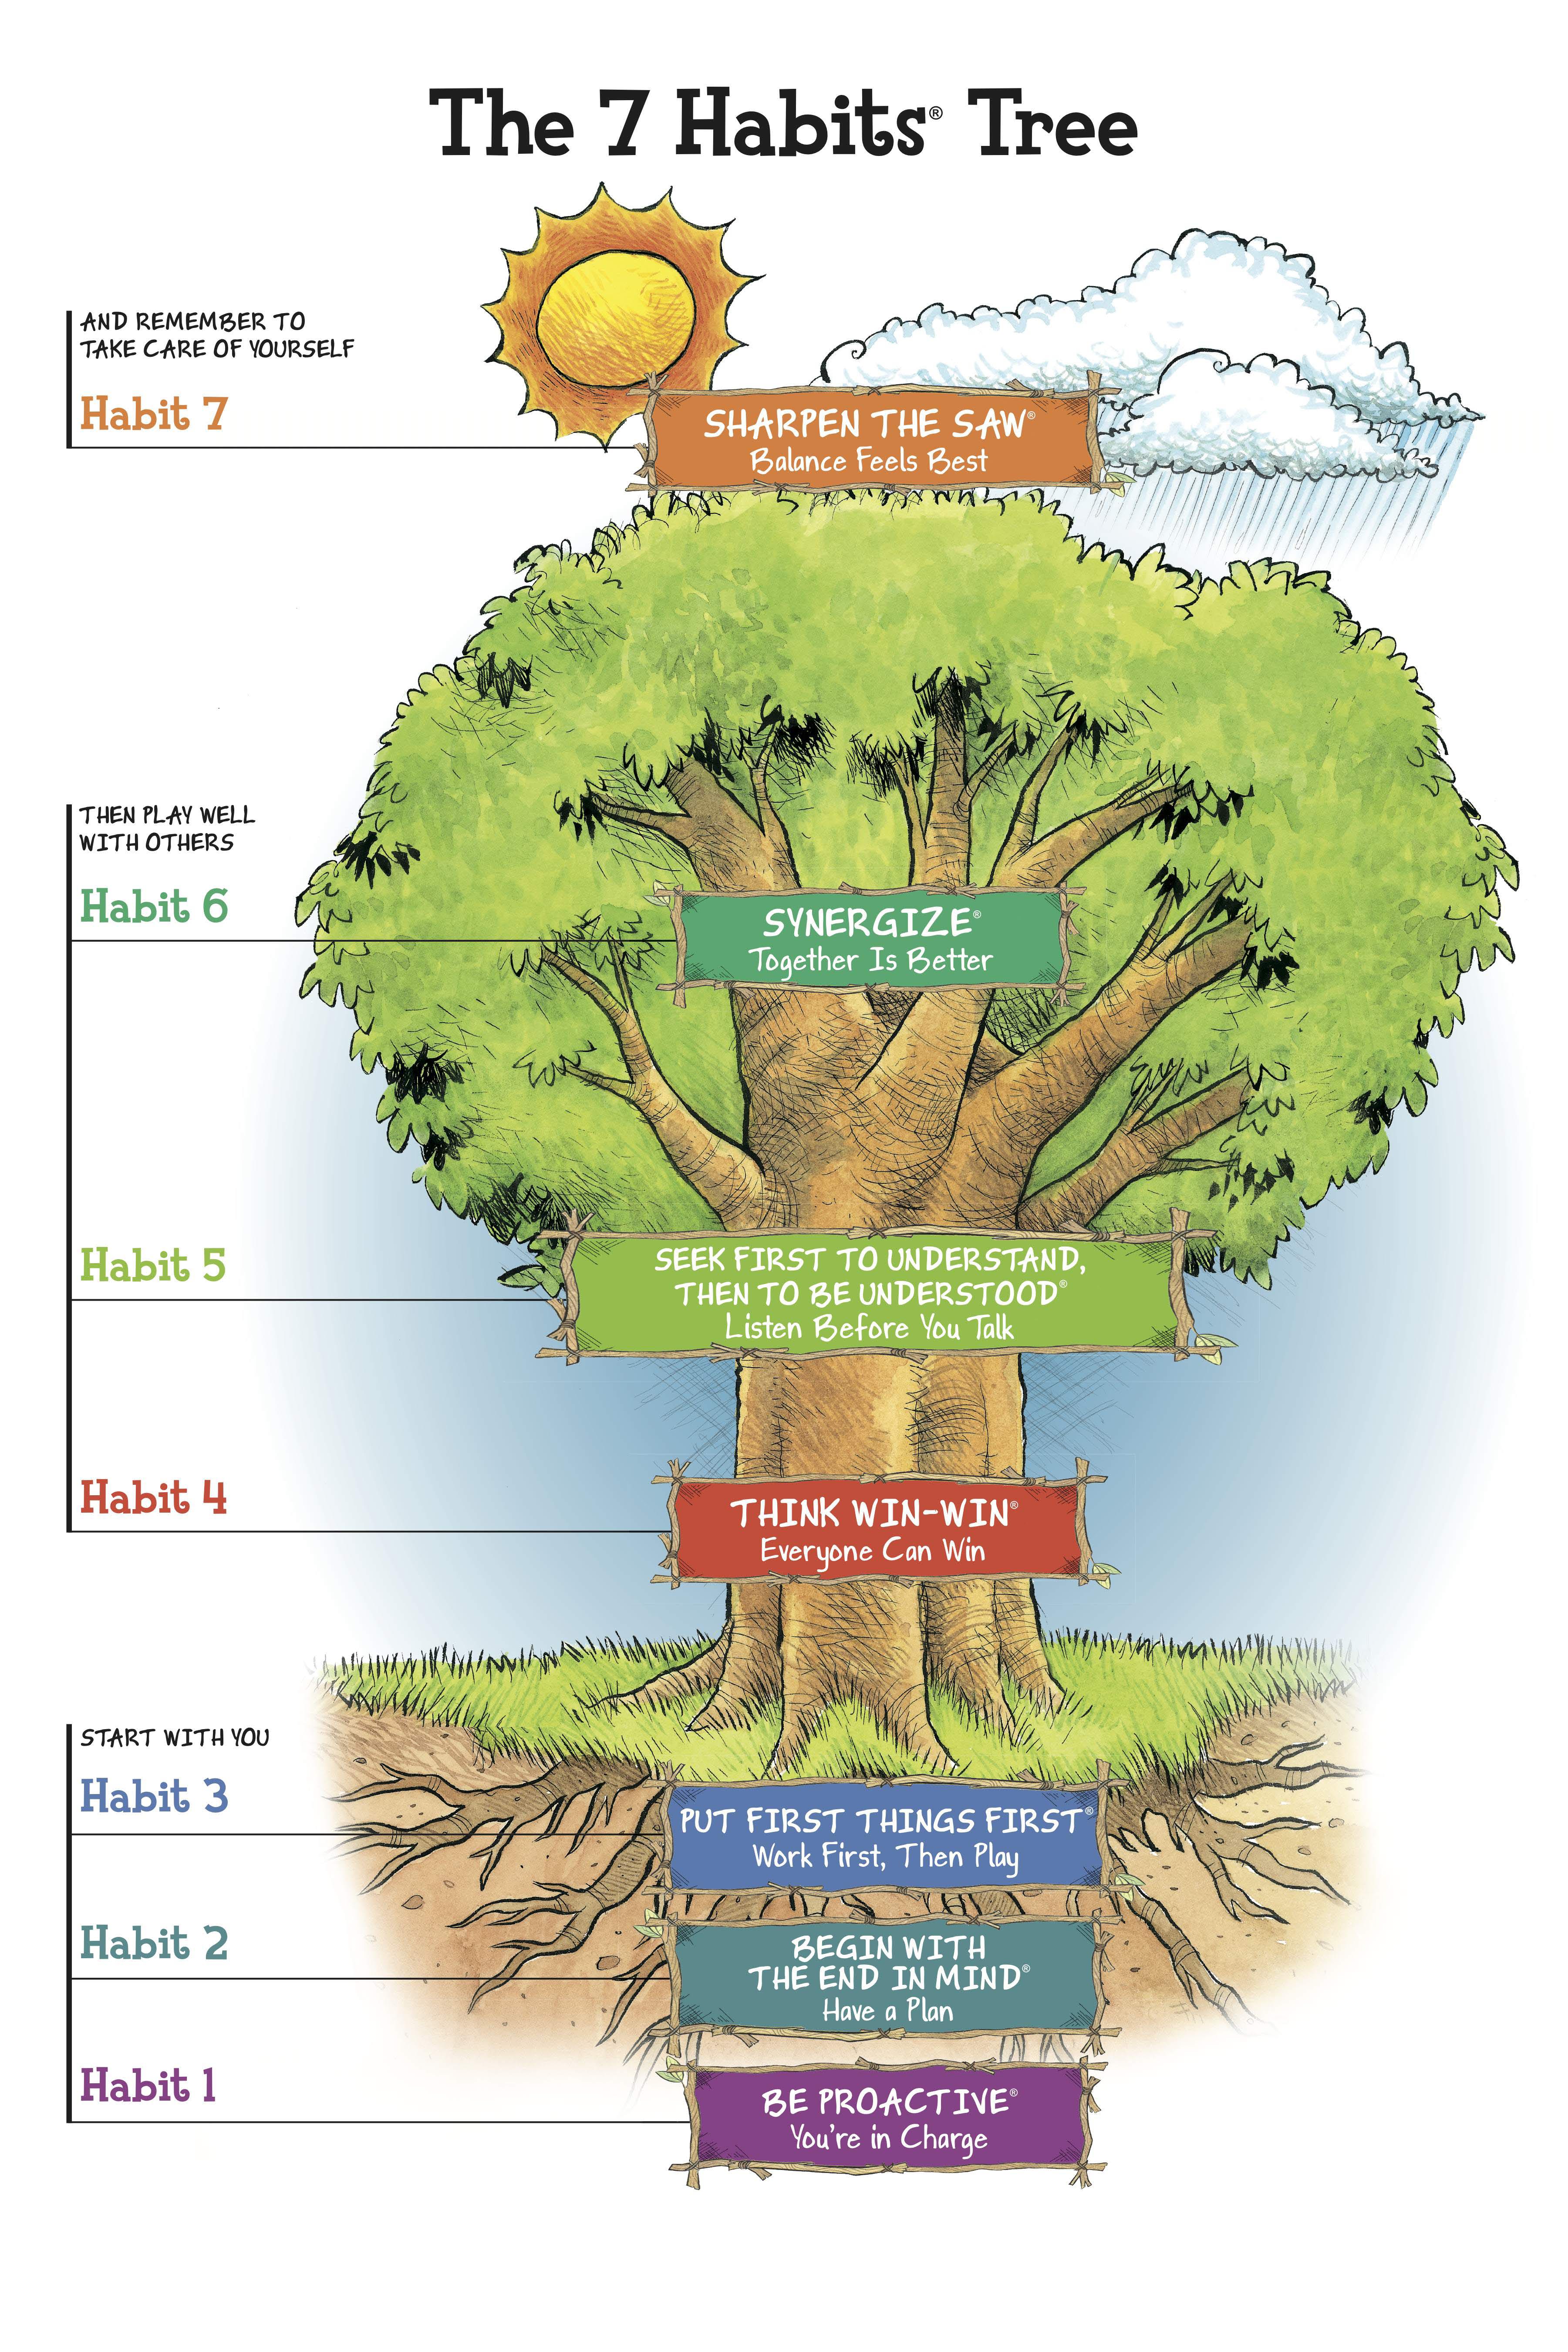 The 7 Habits® Tree
AND REMEMBER TO
TAKE CARE OF YOURSELF
Habit 7
SHARPEN THE SAW®
Balance Feels Best
THEN PLAY WELL
WITH OTHERS
Habit 6
SYNERGIZE®
Together Is Better
Habit 5
SEEK FIRST TO UNDERSTAND,
THEN TO BE UNDERSTOOD®
Listen Before You Talk
Habit 4
THINK WIN-WIN®
Everyone Can Win
START WITH YOU
Habit 3
PUT FIRST THINGS FIRST®
Work First, Then Play
Habit 2
BEGIN WITH
THE END IN MIND®
Have a Plan
Habit 1
BE PROACTIVE®
You're in Charge